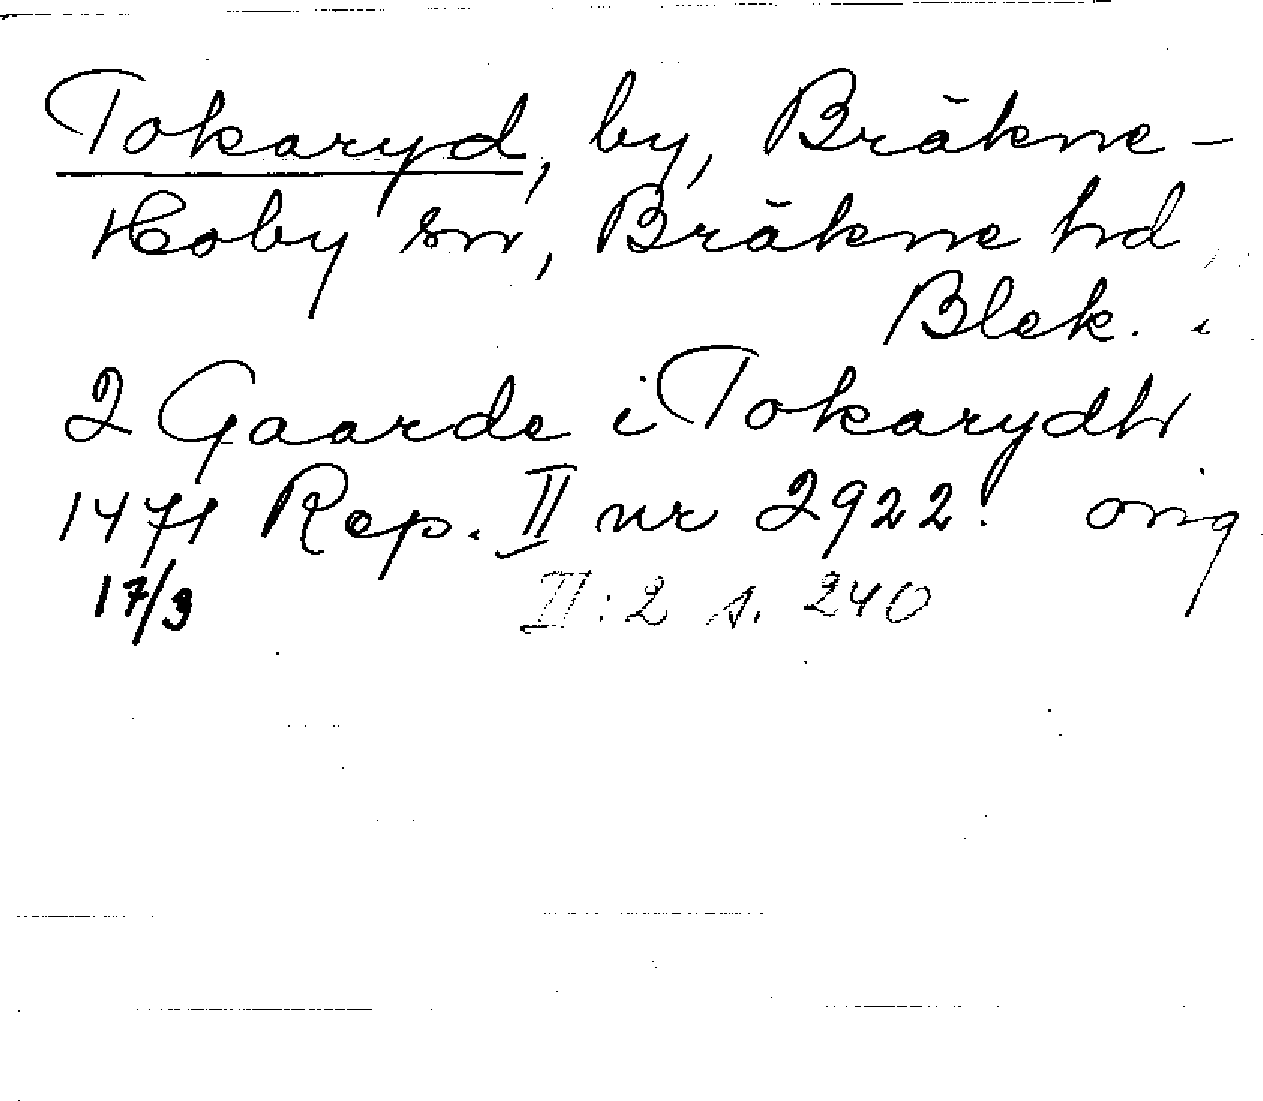 Tokaryd, by, Bräkne-
Hoby sn, Bräkne hd
Blek.
2 Gaarde i Tokarydh
1471 Rep. II nr 2922. orig
17/3 II:2 s. 240